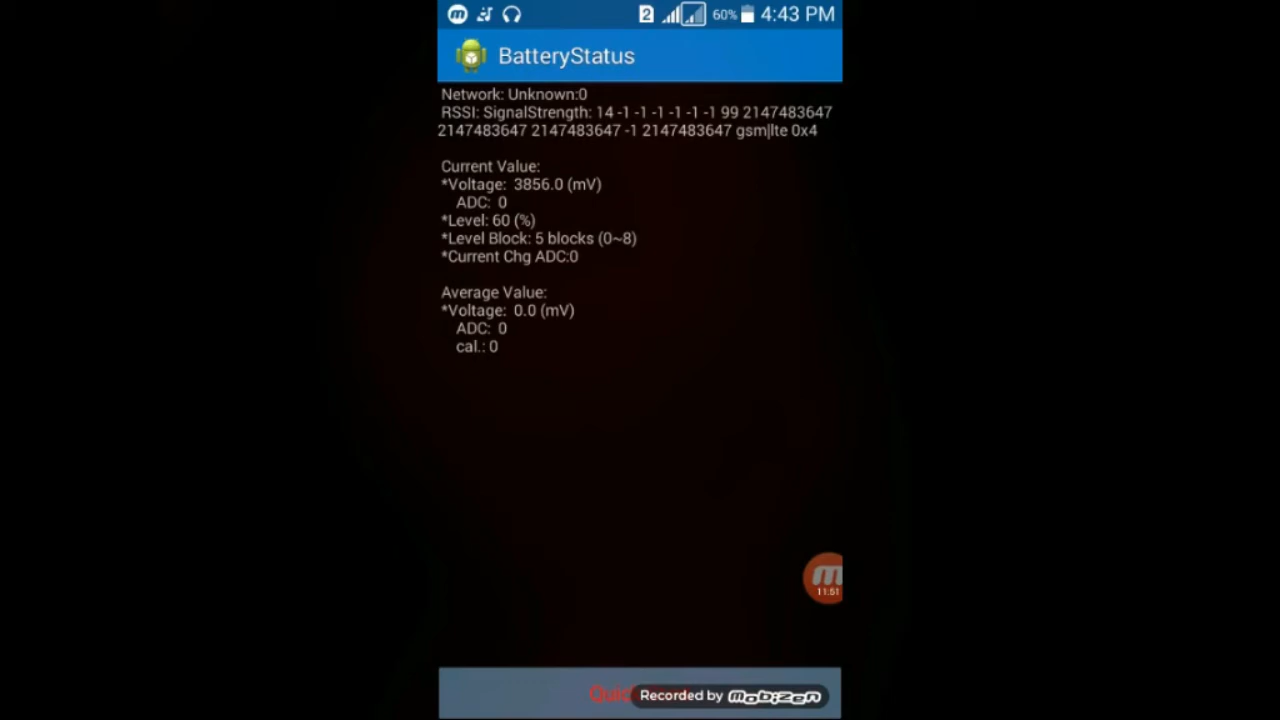 2 60% 4:43 PM
BatteryStatus
Network: Unknown:0
RSSI: SignalStrength: 14 -1 -1 -1 -1 -1 -1 99 2147483647
2147483647 2147483647 -1 2147483647 gsm|lte 0x4
Current Value:
*Voltage: 3856.0 (mV)
ADC: 0
*Level: 60 (%)
*Level Block: 5 blocks (0~8)
*Current Chg ADC:0
Average Value:
*Voltage: 0.0 (mV)
ADC: 0
cal.: 0
11:51
Recorded by mobizen